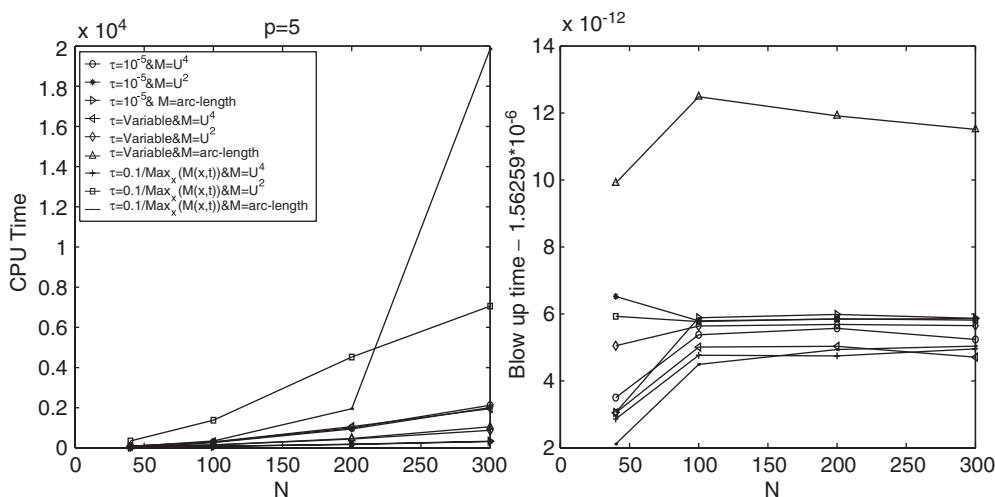 x 10^4
p=5
2
1.8
1.6
1.4
1.2
1
0.8
0.6
0.4
0.2
0
CPU Time
τ=10^-5&M=U^4
τ=10^-5&M=U^2
τ=10^-5& M=arc-length
τ=Variable&M=U^4
τ=Variable&M=U^2
τ=Variable&M=arc-length
τ=0.1/Max_x(M(x,t))&M=U^4
τ=0.1/Max_x(M(x,t))&M=U^2
τ=0.1/Max_x(M(x,t))&M=arc-length
0 50 100 150 200 250 300
N
x 10^-12
14
12
10
8
6
4
2
Blow up time − 1.56259*10^-6
0 50 100 150 200 250 300
N